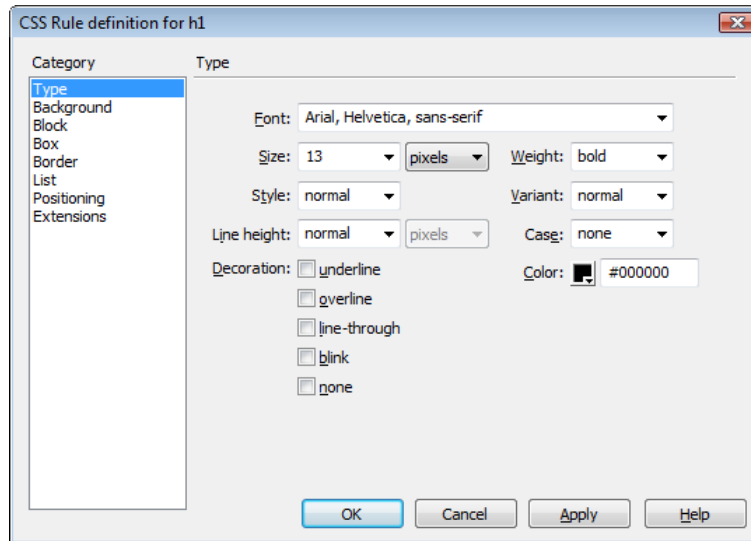 CSS Rule definition for h1
Category
Type
Background
Block
Box
Border
List
Positioning
Extensions
Type
Font: Arial, Helvetica, sans-serif
Size: 13 pixels Weight: bold
Style: normal Variant: normal
Line height: normal pixels Case: none
Decoration: underline Color: #000000
overline
line-through
blink
none
OK Cancel Apply Help